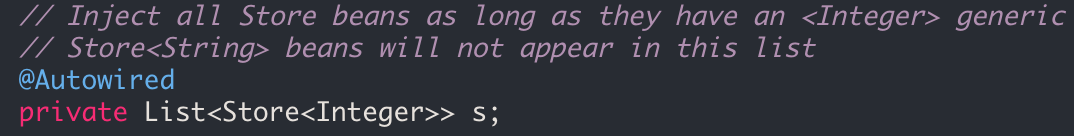 // Inject all Store beans as long as they have an <Integer> generic
// Store<String> beans will not appear in this list
@Autowired
private List<Store<Integer>> s;